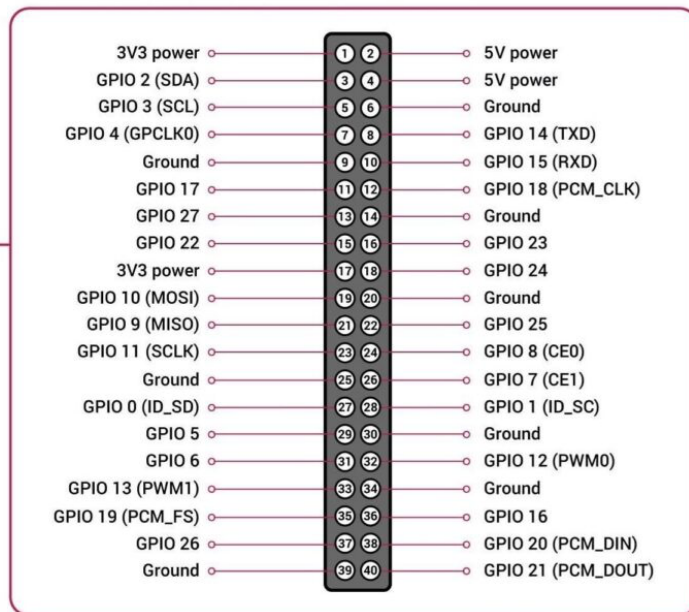 3V3 power 1 2 5V power
GPIO 2 (SDA) 3 4 5V power
GPIO 3 (SCL) 5 6 Ground
GPIO 4 (GPCLK0) 7 8 GPIO 14 (TXD)
Ground 9 10 GPIO 15 (RXD)
GPIO 17 11 12 GPIO 18 (PCM_CLK)
GPIO 27 13 14 Ground
GPIO 22 15 16 GPIO 23
3V3 power 17 18 GPIO 24
GPIO 10 (MOSI) 19 20 Ground
GPIO 9 (MISO) 21 22 GPIO 25
GPIO 11 (SCLK) 23 24 GPIO 8 (CE0)
Ground 25 26 GPIO 7 (CE1)
GPIO 0 (ID_SD) 27 28 GPIO 1 (ID_SC)
GPIO 5 29 30 Ground
GPIO 6 31 32 GPIO 12 (PWM0)
GPIO 13 (PWM1) 33 34 Ground
GPIO 19 (PCM_FS) 35 36 GPIO 16
GPIO 26 37 38 GPIO 20 (PCM_DIN)
Ground 39 40 GPIO 21 (PCM_DOUT)